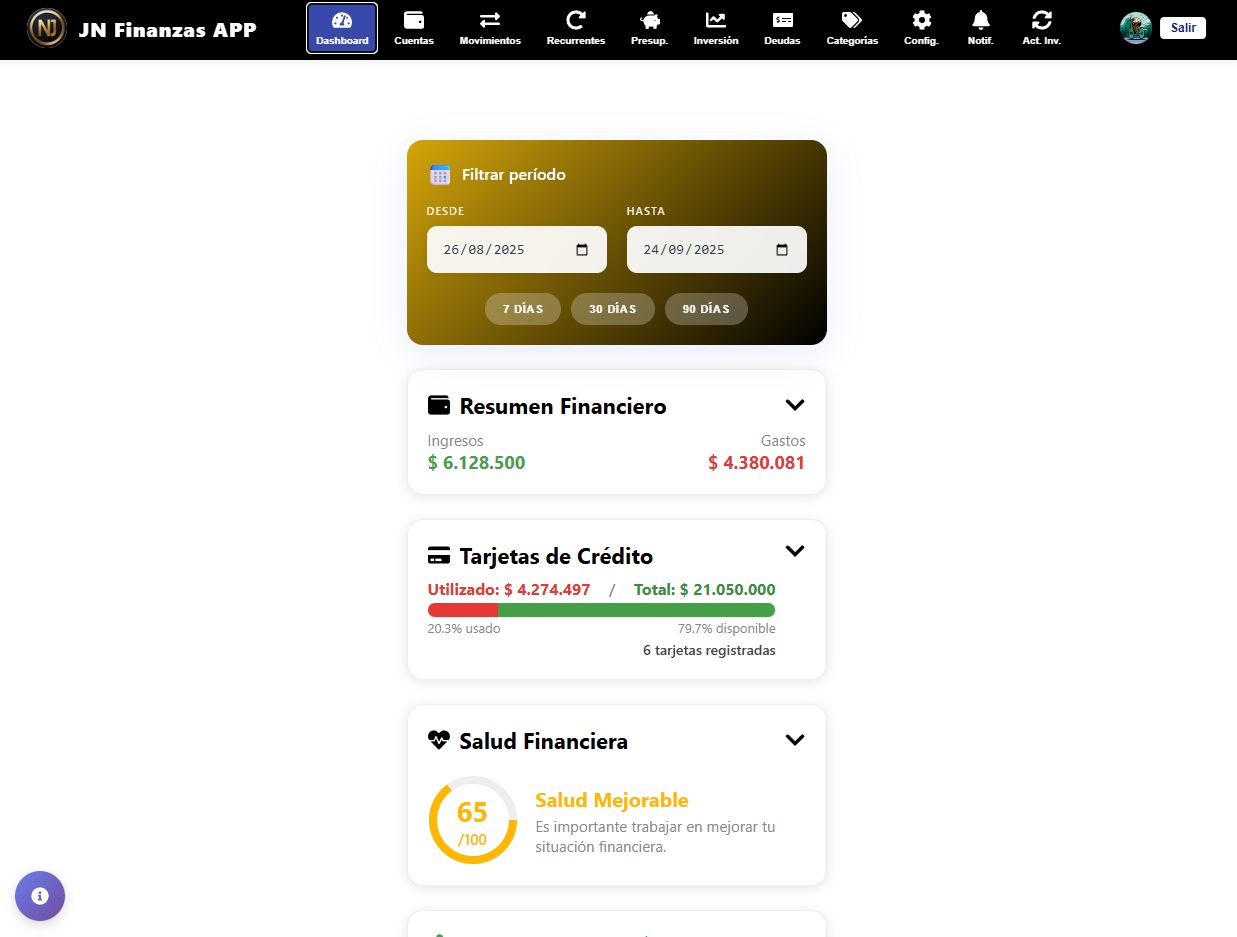 JN Finanzas APP
Dashboard
Cuentas
Movimientos
Recurrentes
Presup.
Inversión
Deudas
Categorías
Config.
Notif.
Act. Inv.
Salir
Filtrar período
DESDE
HASTA
26/08/2025
24/09/2025
7 DÍAS
30 DÍAS
90 DÍAS
Resumen Financiero
Ingresos
Gastos
$ 6.128.500
$ 4.380.081
Tarjetas de Crédito
Utilizado: $ 4.274.497 / Total: $ 21.050.000
20.3% usado
79.7% disponible
6 tarjetas registradas
Salud Financiera
65
/100
Salud Mejorable
Es importante trabajar en mejorar tu
situación financiera.